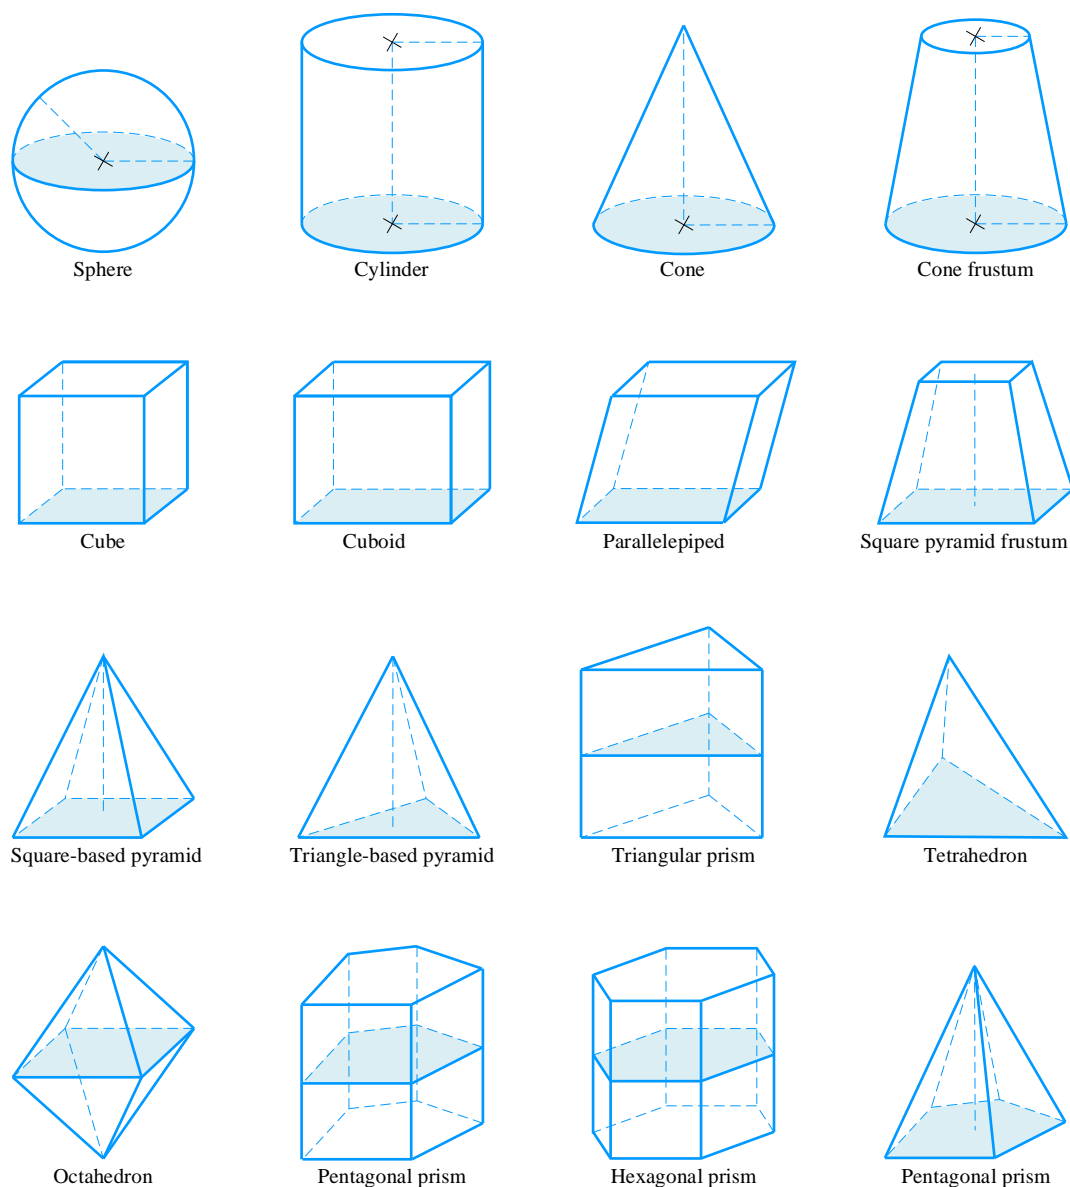 Sphere
Cylinder
Cone
Cone frustum
Cube
Cuboid
Parallelepiped
Square pyramid frustum
Square-based pyramid
Triangle-based pyramid
Triangular prism
Tetrahedron
Octahedron
Pentagonal prism
Hexagonal prism
Pentagonal prism